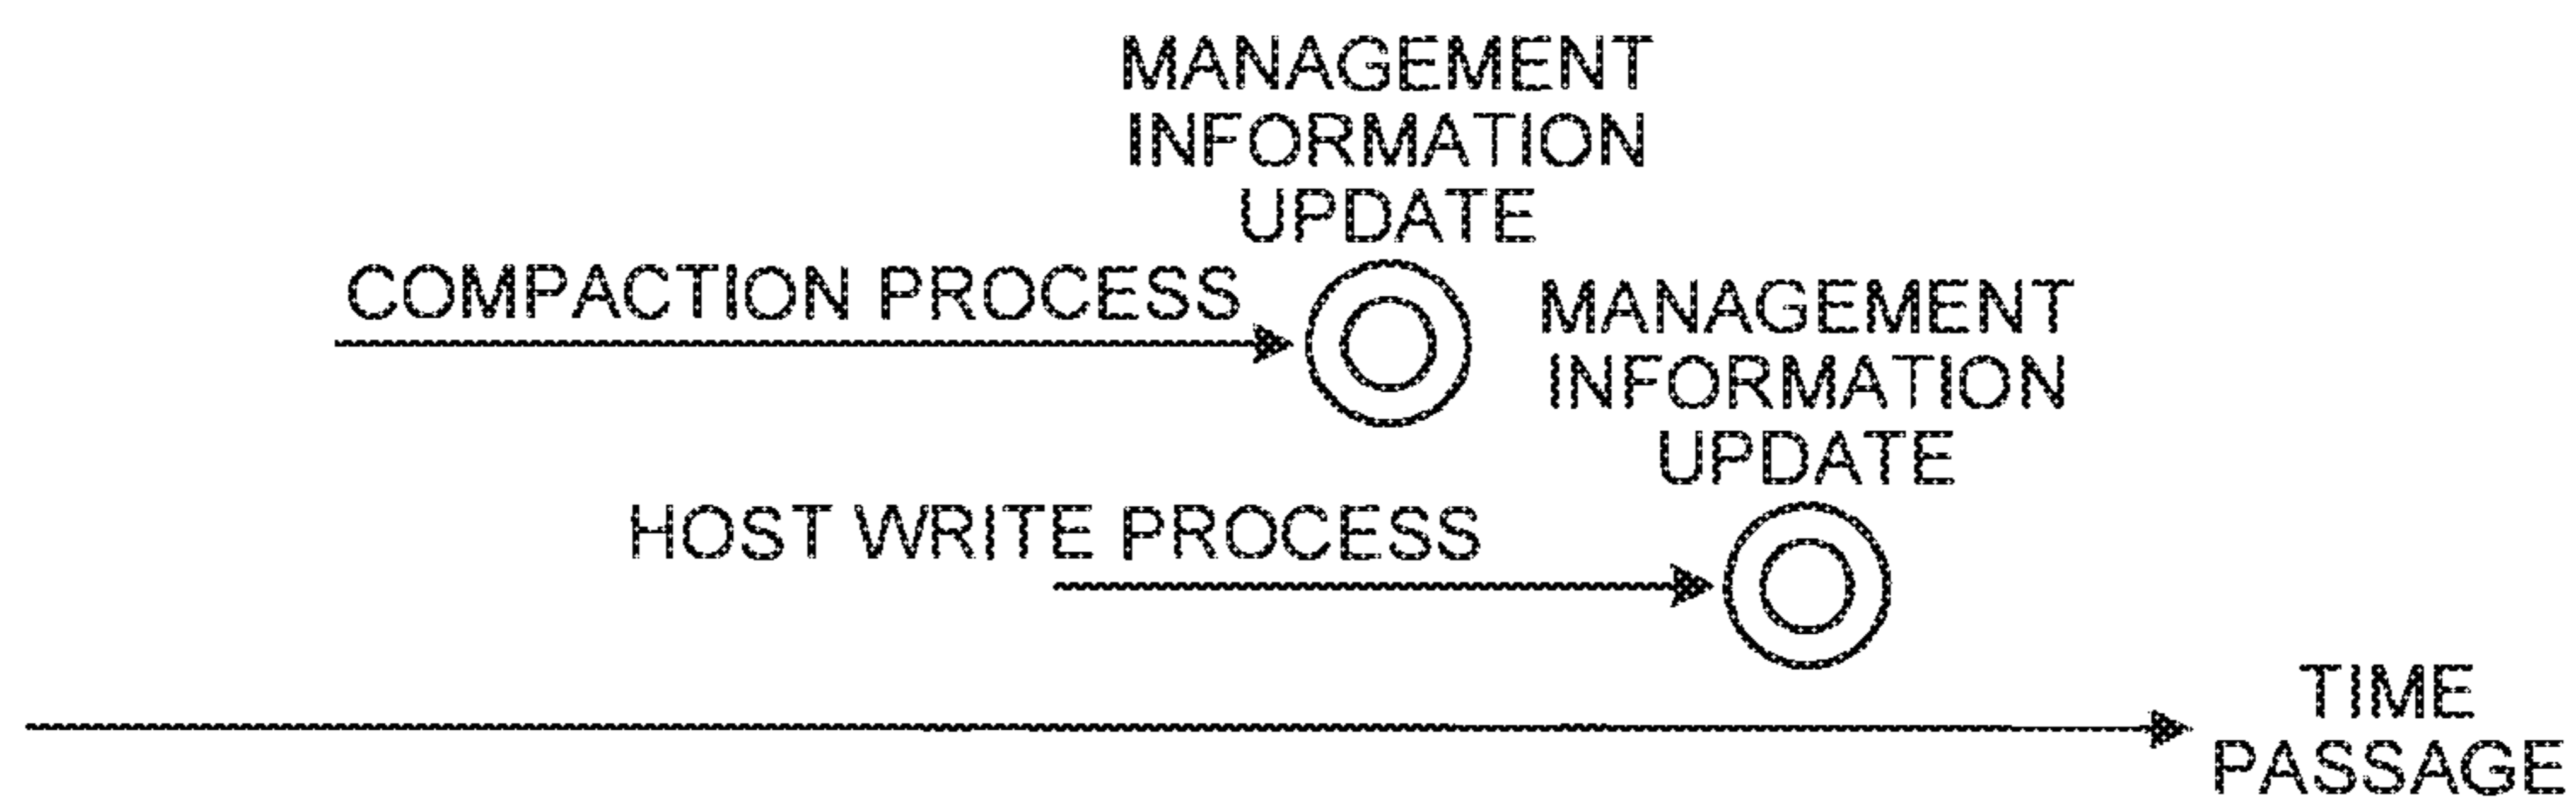 MANAGEMENT
INFORMATION
UPDATE
COMPACTION PROCESS
MANAGEMENT
INFORMATION
UPDATE
HOST WRITE PROCESS
TIME
PASSAGE